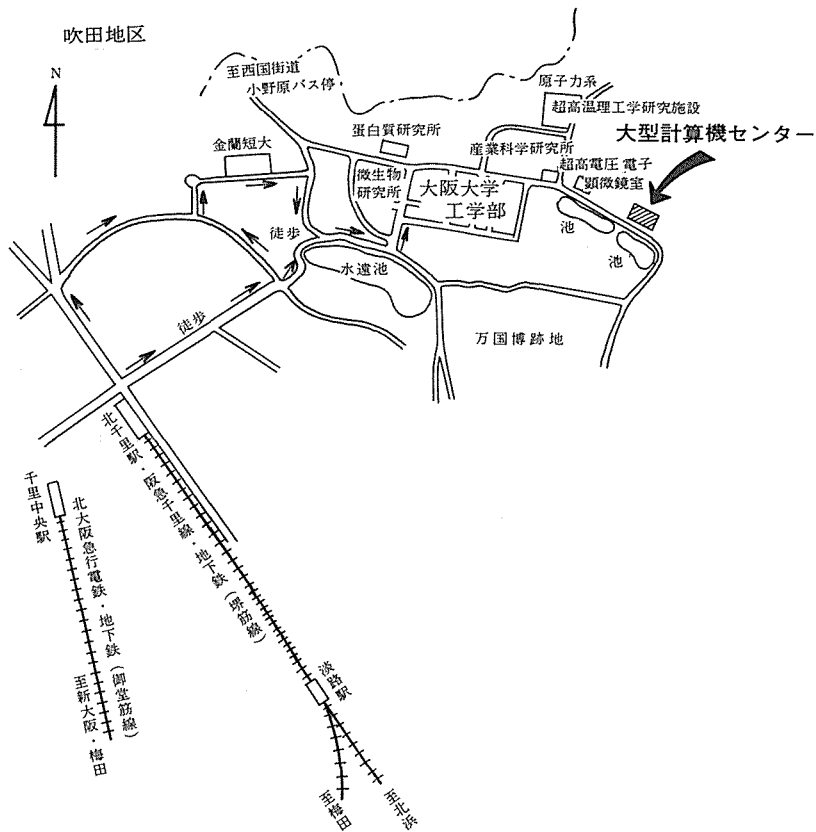 吹田地区
N
至西国街道
小野原バス停
原子力系
超高温理工学研究施設
大型計算機センター
蛋白質研究所
産業科学研究所
金蘭短大
超高電圧電子
顕微鏡室
微生物
研究所
大阪大学
工学部
徒歩
池
池
水遠池
徒歩
万国博跡地
北千里駅・阪急千里線・地下鉄(堺筋線)
千里中央駅
北大阪急行電鉄・地下鉄(御堂筋線)
至新大阪・梅田
淡路駅
至梅田
至北浜